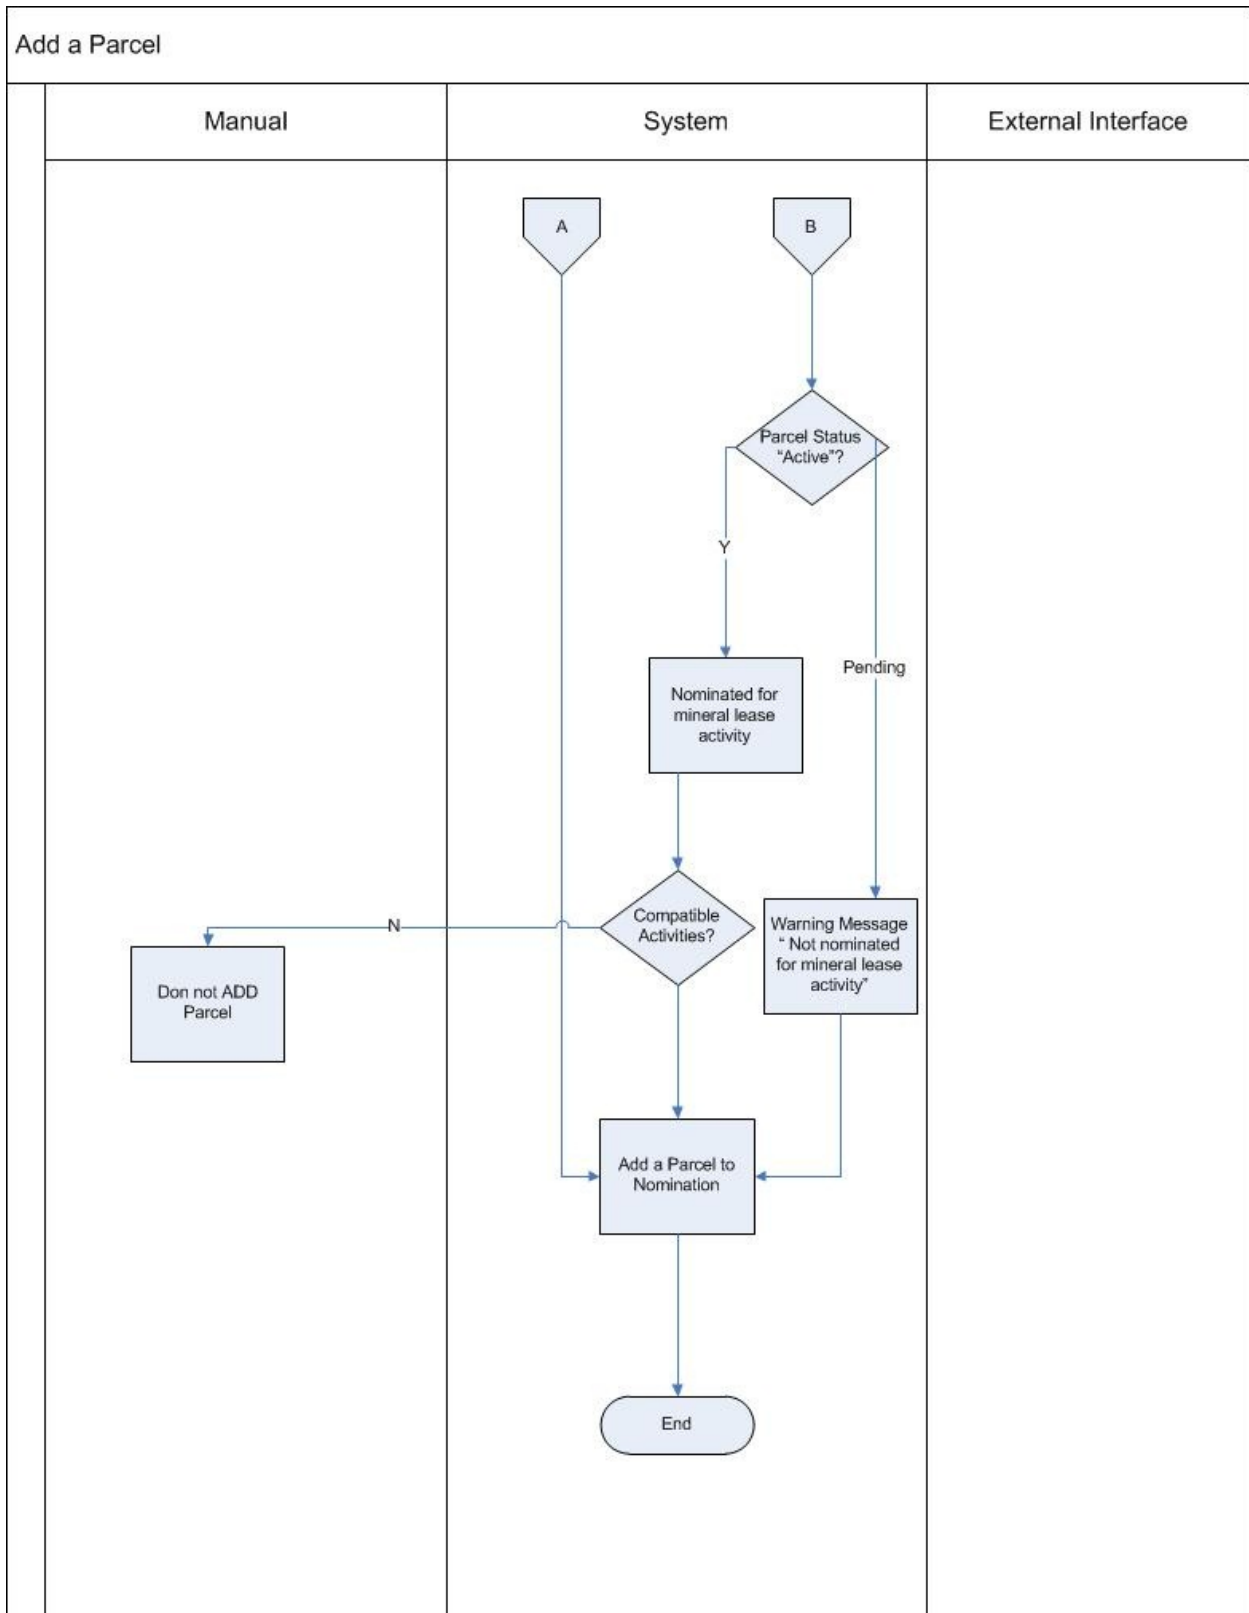 Add a Parcel
Manual
System
External Interface
A
B
Parcel Status
“Active”?
Y
Pending
Nominated for
mineral lease
activity
Compatible
Activities?
N
Warning Message
“ Not nominated
for mineral lease
activity”
Don not ADD
Parcel
Add a Parcel to
Nomination
End